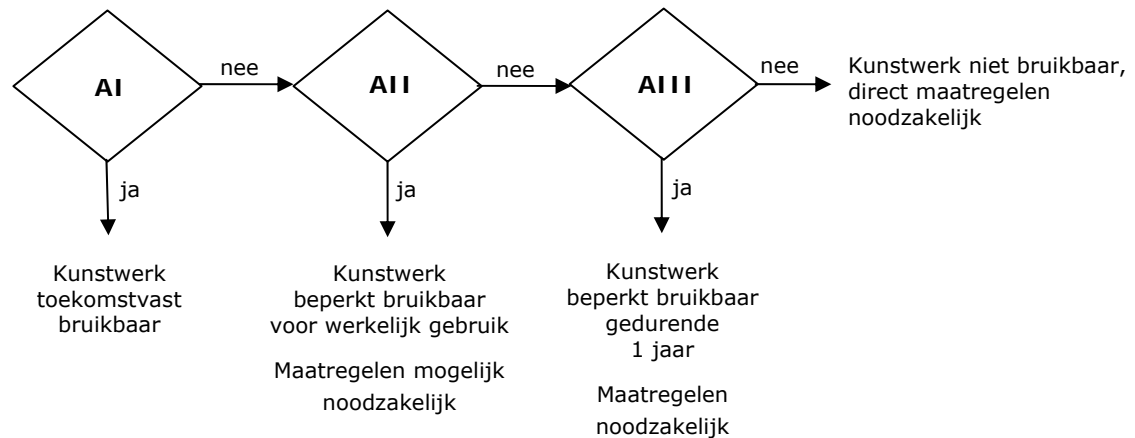 AI
nee
AII
nee
AIII
nee
Kunstwerk niet bruikbaar,
direct maatregelen
noodzakelijk
ja
ja
ja
Kunstwerk
toekomstvast
bruikbaar
Kunstwerk
beperkt bruikbaar
voor werkelijk gebruik
Maatregelen mogelijk
noodzakelijk
Kunstwerk
beperkt bruikbaar
gedurende
1 jaar
Maatregelen
noodzakelijk